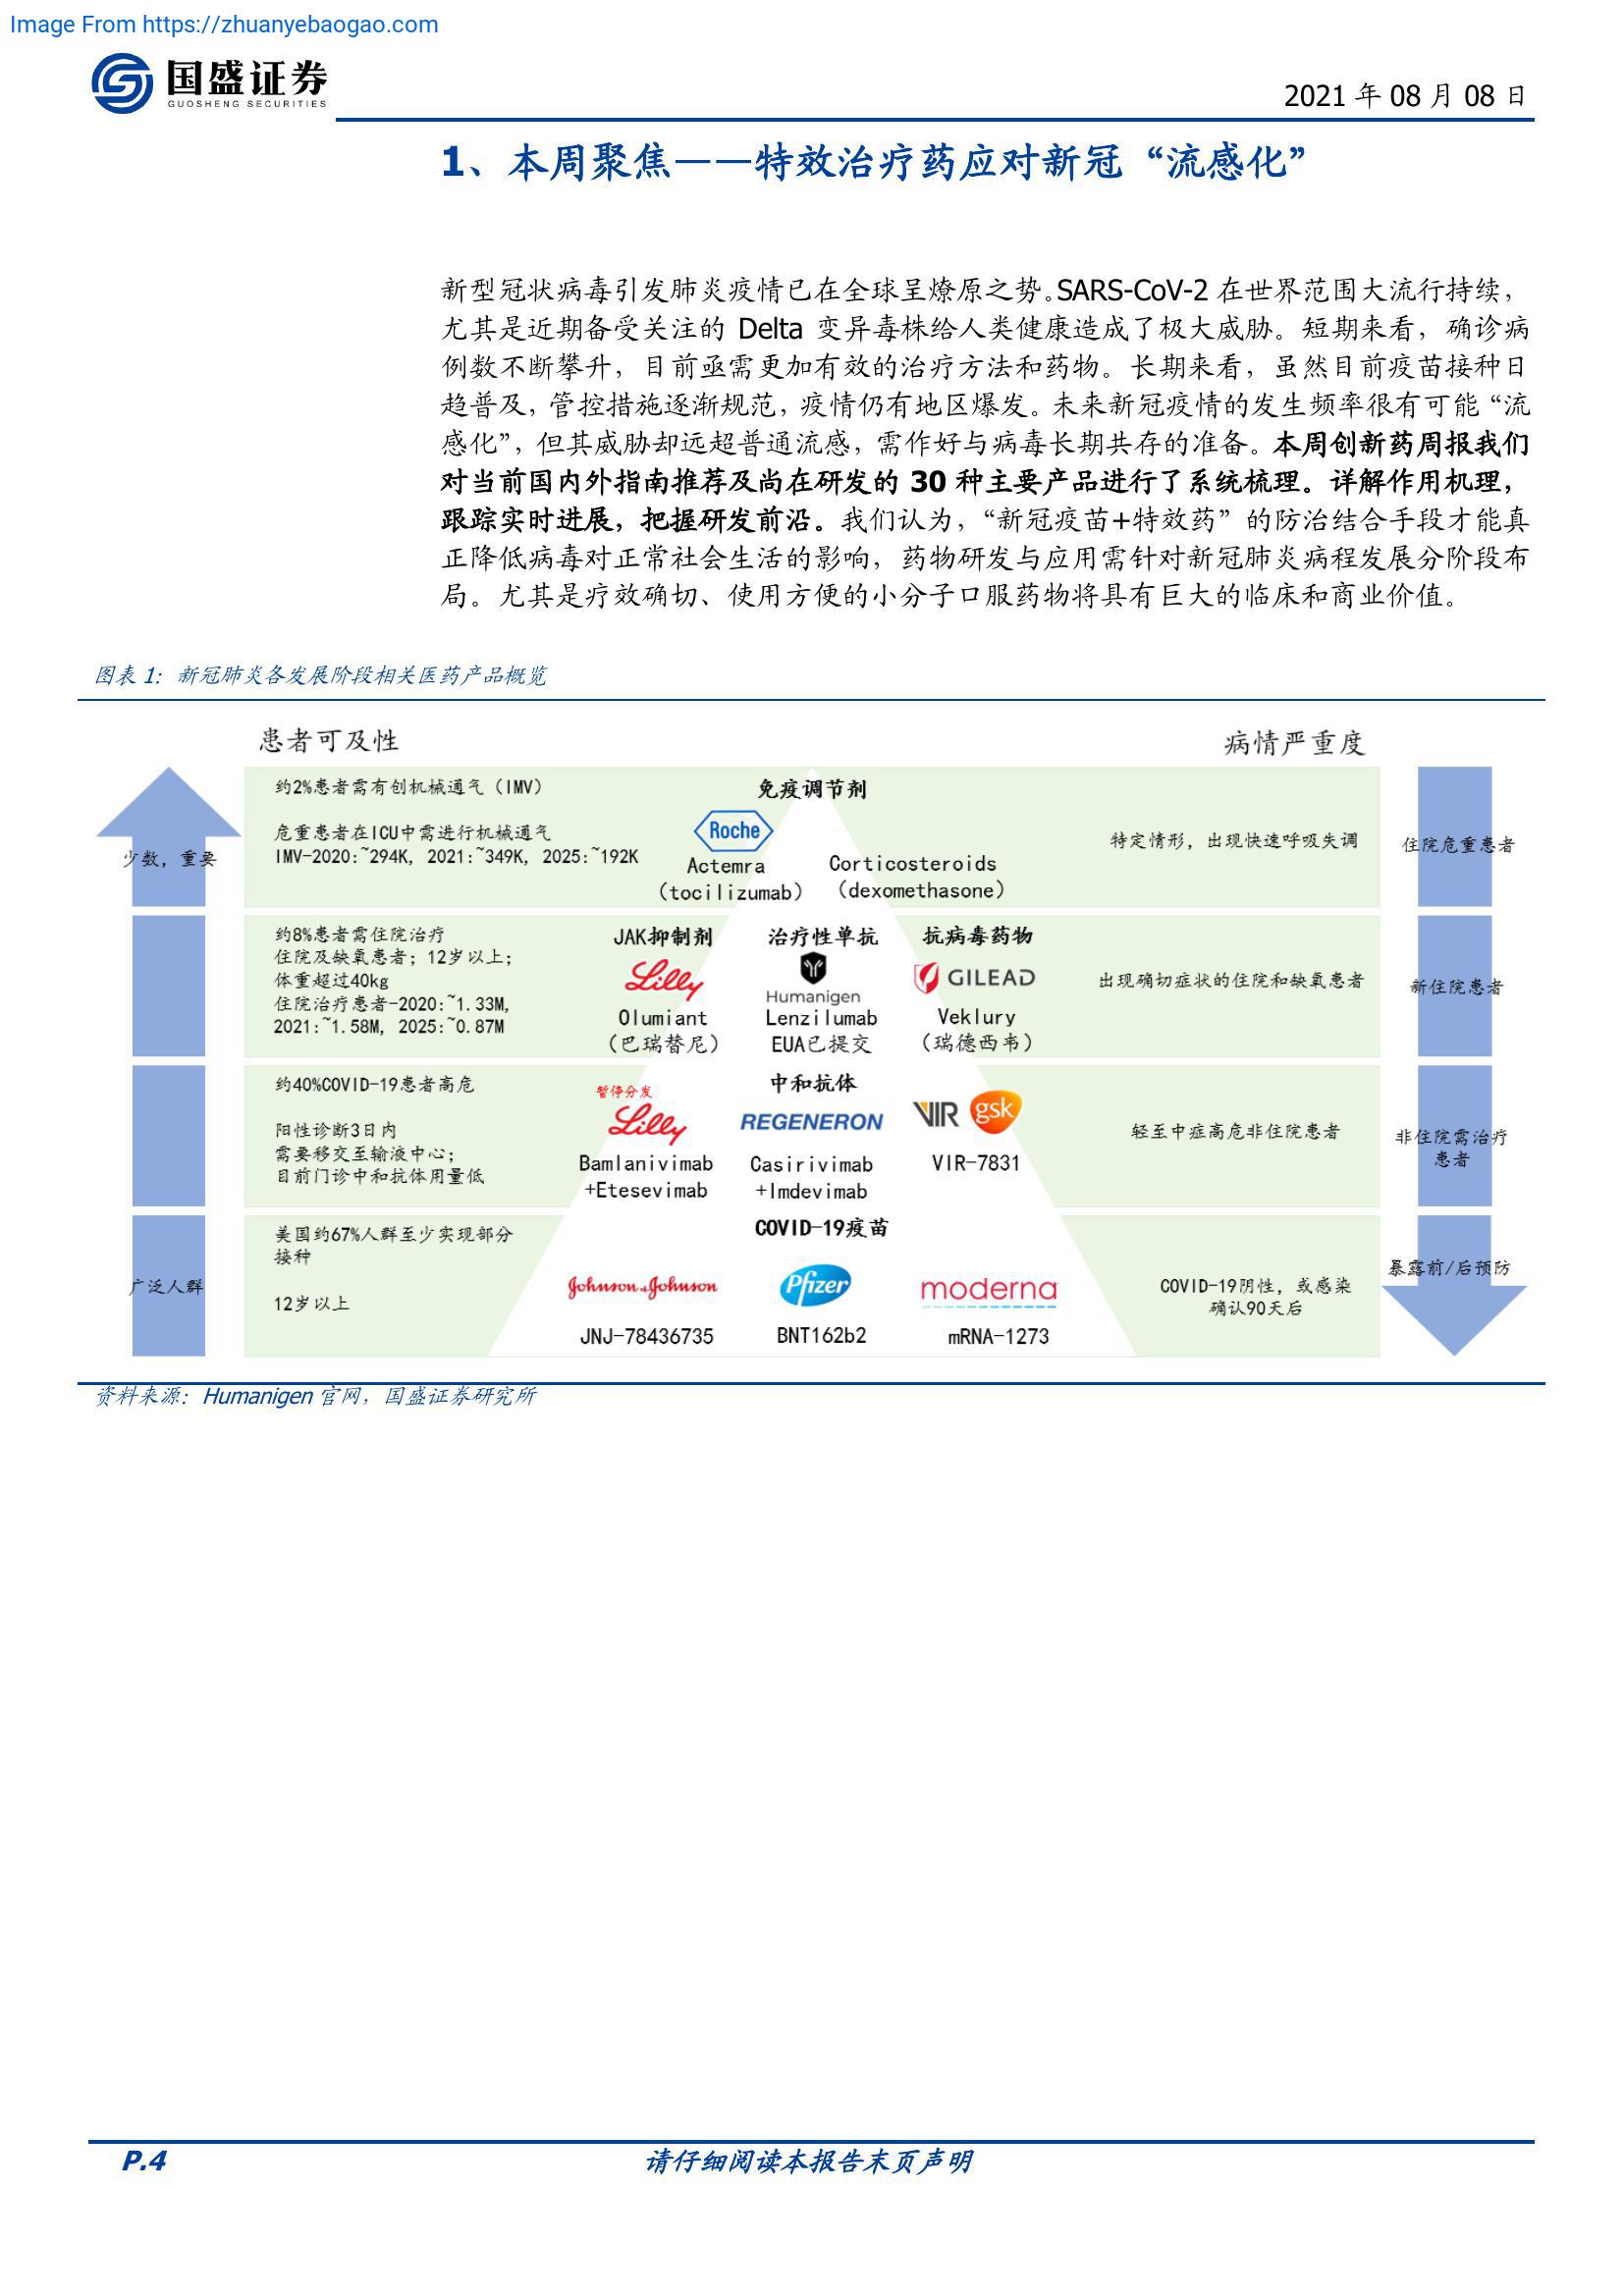 Image From https://zhuanyebaogao.com
国盛证券
GUOSHENG SECURITIES
2021 年 08 月 08 日
1、本周聚焦——特效治疗药应对新冠“流感化”
新型冠状病毒引发肺炎疫情已在全球呈燎原之势。SARS-CoV-2 在世界范围大流行持续，
尤其是近期备受关注的 Delta 变异毒株给人类健康造成了极大威胁。短期来看，确诊病
例数不断攀升，目前亟需更加有效的治疗方法和药物。长期来看，虽然目前疫苗接种日
趋普及，管控措施逐渐规范，疫情仍有地区爆发。未来新冠疫情的发生频率很有可能“流
感化”，但其威胁却远超普通流感，需作好与病毒长期共存的准备。本周创新药周报我们
对当前国内外指南推荐及尚在研发的 30 种主要产品进行了系统梳理。详解作用机理，
跟踪实时进展，把握研发前沿。我们认为，“新冠疫苗+特效药”的防治结合手段才能真
正降低病毒对正常社会生活的影响，药物研发与应用需针对新冠肺炎病程发展分阶段布
局。尤其是疗效确切、使用方便的小分子口服药物将具有巨大的临床和商业价值。
图表 1：新冠肺炎各发展阶段相关医药产品概览
患者可及性
病情严重度
少数，重要
约2%患者需有创机械通气（IMV）
危重患者在ICU中需进行机械通气
IMV-2020:~294K, 2021:~349K, 2025:~192K
免疫调节剂
Roche
Actemra
（tocilizumab）
Corticosteroids
（dexomethasone）
特定情形，出现快速呼吸失调
住院危重患者
约8%患者需住院治疗
住院及缺氧患者；12岁以上；
体重超过40kg
住院治疗患者-2020:~1.33M,
2021:~1.58M, 2025:~0.87M
JAK抑制剂
Lilly
Olumiant
（巴瑞替尼）
治疗性单抗
Humanigen
Lenzilumab
EUA已提交
抗病毒药物
GILEAD
Veklury
（瑞德西韦）
出现确切症状的住院和缺氧患者
新住院患者
约40%COVID-19患者高危
阳性诊断3日内
需要移交至输液中心；
目前门诊中和抗体用量低
暂停分发
Lilly
Bamlanivimab
+Etesevimab
中和抗体
REGENERON
Casirivimab
+Imdevimab
VIR gsk
VIR-7831
轻至中症高危非住院患者
非住院需治疗
患者
广泛人群
美国约67%人群至少实现部分
接种
12岁以上
COVID-19疫苗
Johnson&Johnson
JNJ-78436735
Pfizer
BNT162b2
moderna
mRNA-1273
COVID-19阴性，或感染
确认90天后
暴露前/后预防
资料来源：Humanigen 官网，国盛证券研究所
P.4
请仔细阅读本报告末页声明